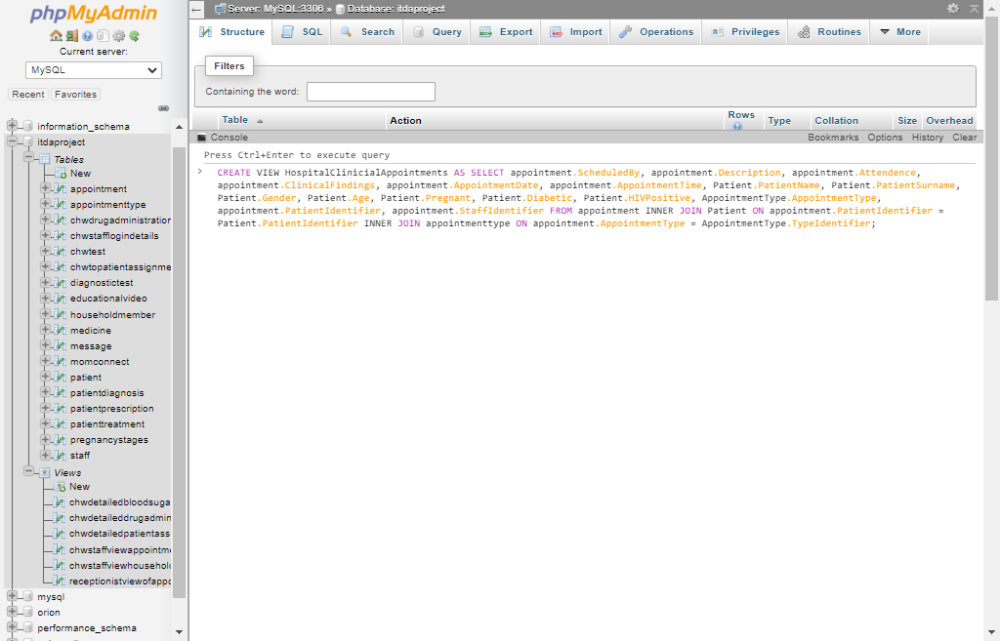 phpMyAdmin
Current server:
MySQL
Recent Favorites
information_schema
itdaproject
Tables
New
appointment
appointmenttype
chwdrugadministration
chwstafflogindetails
chwtest
chwtopatientassignme
diagnostictest
educationalvideo
householdmember
medicine
message
momconnect
patient
patientdiagnosis
patientprescription
patienttreatment
pregnancystages
staff
Views
New
chwdetailedbloodsuga
chwdetaileddrugadmin
chwdetailedpatientass
chwstaffviewappointme
chwstaffviewhousehold
receptionistviewofappo
mysql
orion
performance_schema
Server: MySQL:3306 » Database: itdaproject
Structure SQL Search Query Export Import Operations Privileges Routines More
Filters
Containing the word:
Table Action Rows Type Collation Size Overhead
Console Bookmarks Options History Clear
Press Ctrl+Enter to execute query
> CREATE VIEW HospitalClinicialAppointments AS SELECT appointment.ScheduledBy, appointment.Description, appointment.Attendence,
appointment.ClinicalFindings, appointment.AppointmentDate, appointment.AppointmentTime, Patient.PatientName, Patient.PatientSurname,
Patient.Gender, Patient.Age, Patient.Pregnant, Patient.Diabetic, Patient.HIVPositive, AppointmentType.AppointmentType,
appointment.PatientIdentifier, appointment.StaffIdentifier FROM appointment INNER JOIN Patient ON appointment.PatientIdentifier =
Patient.PatientIdentifier INNER JOIN appointmenttype ON appointment.AppointmentType = AppointmentType.TypeIdentifier;